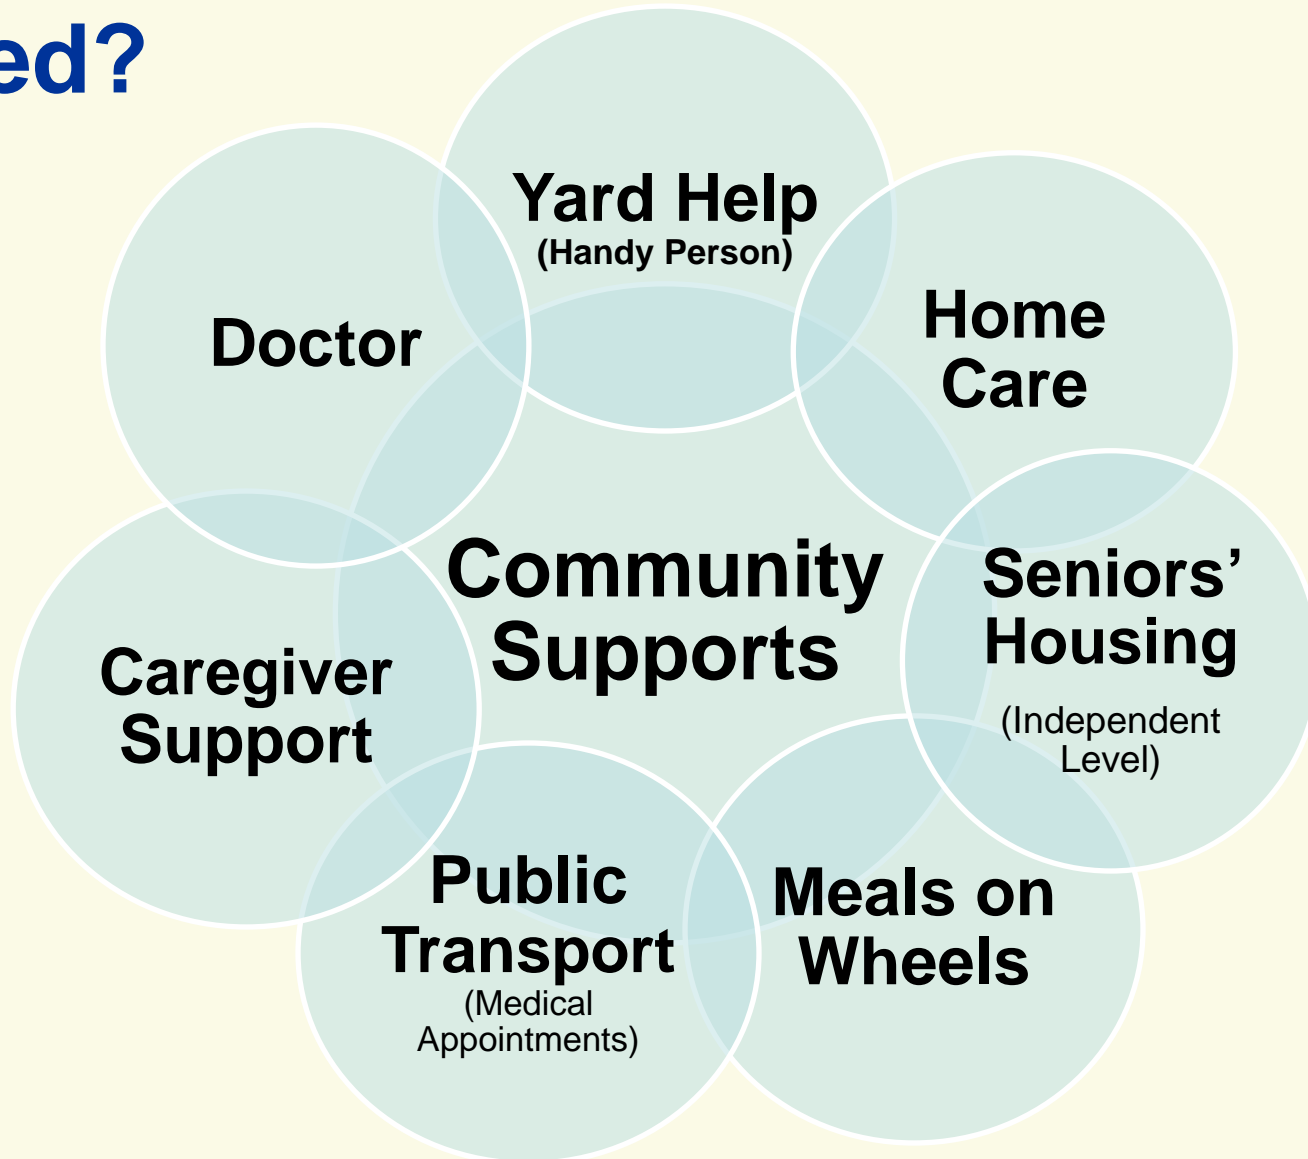 ed?
Yard Help
(Handy Person)
Doctor
Home
Care
Community
Supports
Seniors’
Housing
(Independent
Level)
Caregiver
Support
Public
Transport
(Medical
Appointments)
Meals on
Wheels